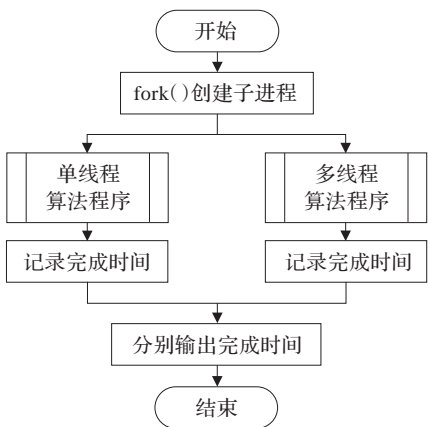 开始
fork( )创建子进程
单线程
算法程序
多线程
算法程序
记录完成时间
记录完成时间
分别输出完成时间
结束